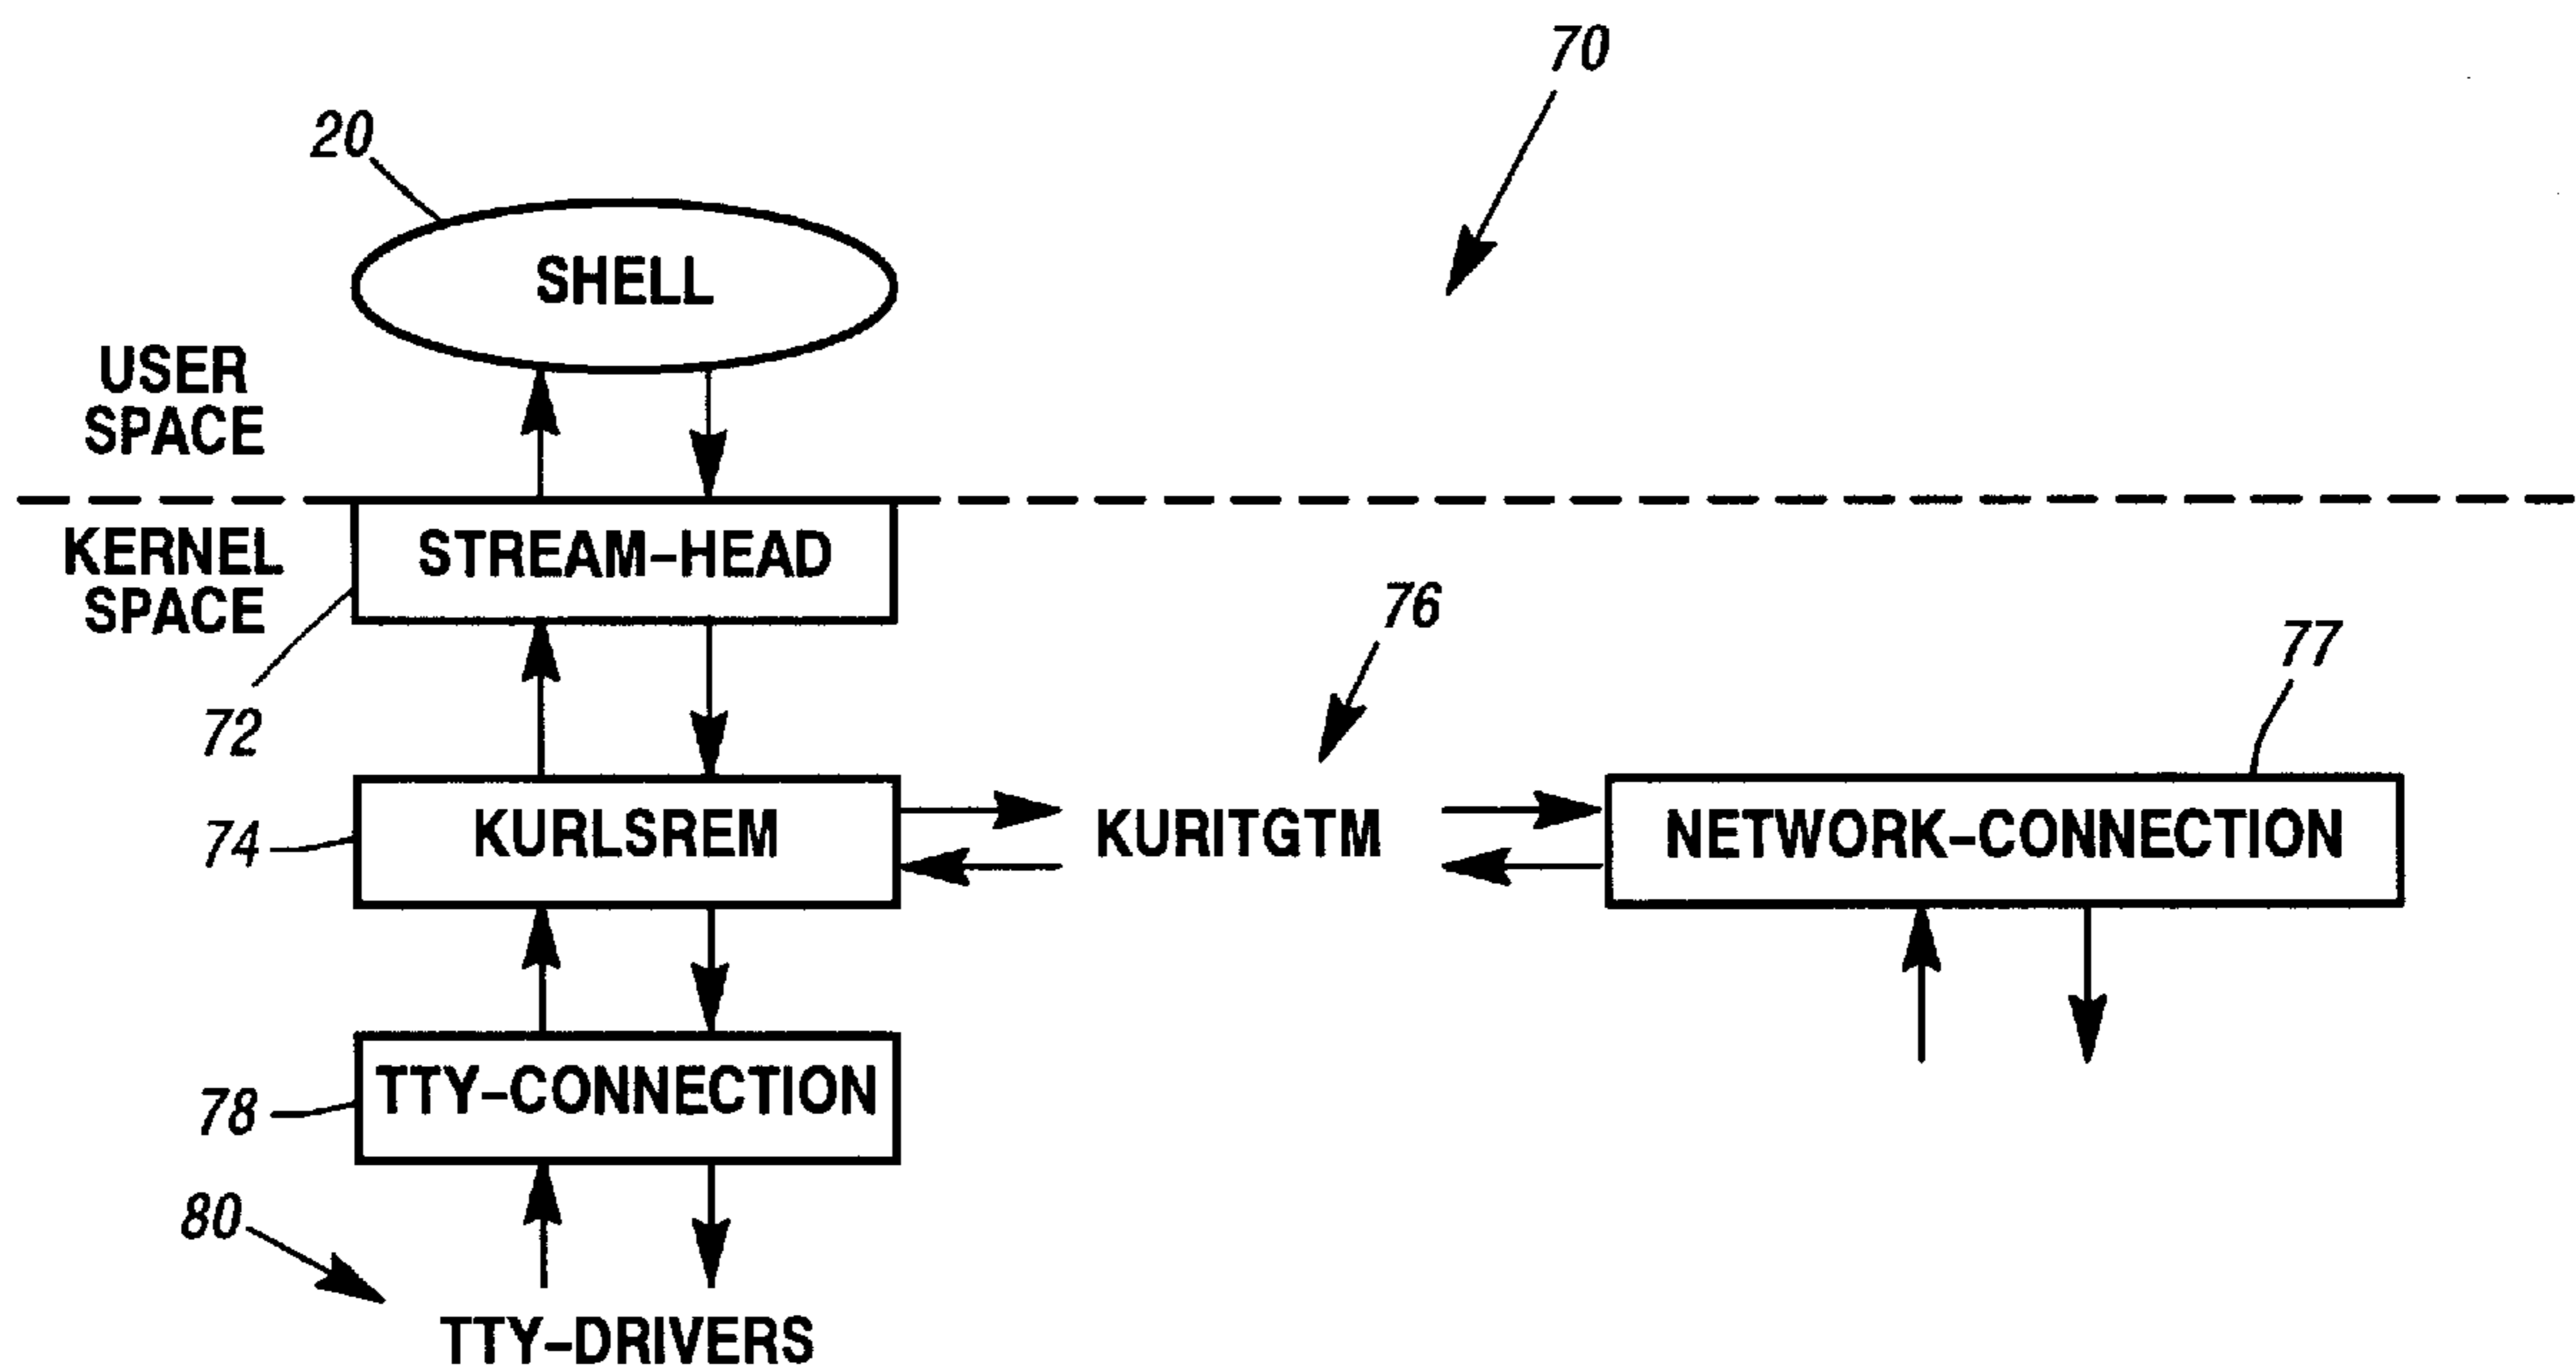 70
20
SHELL
USER
SPACE
KERNEL
SPACE
STREAM-HEAD
72
76
77
74
KURLSREM
KURITGTM
NETWORK-CONNECTION
78
TTY-CONNECTION
80
TTY-DRIVERS